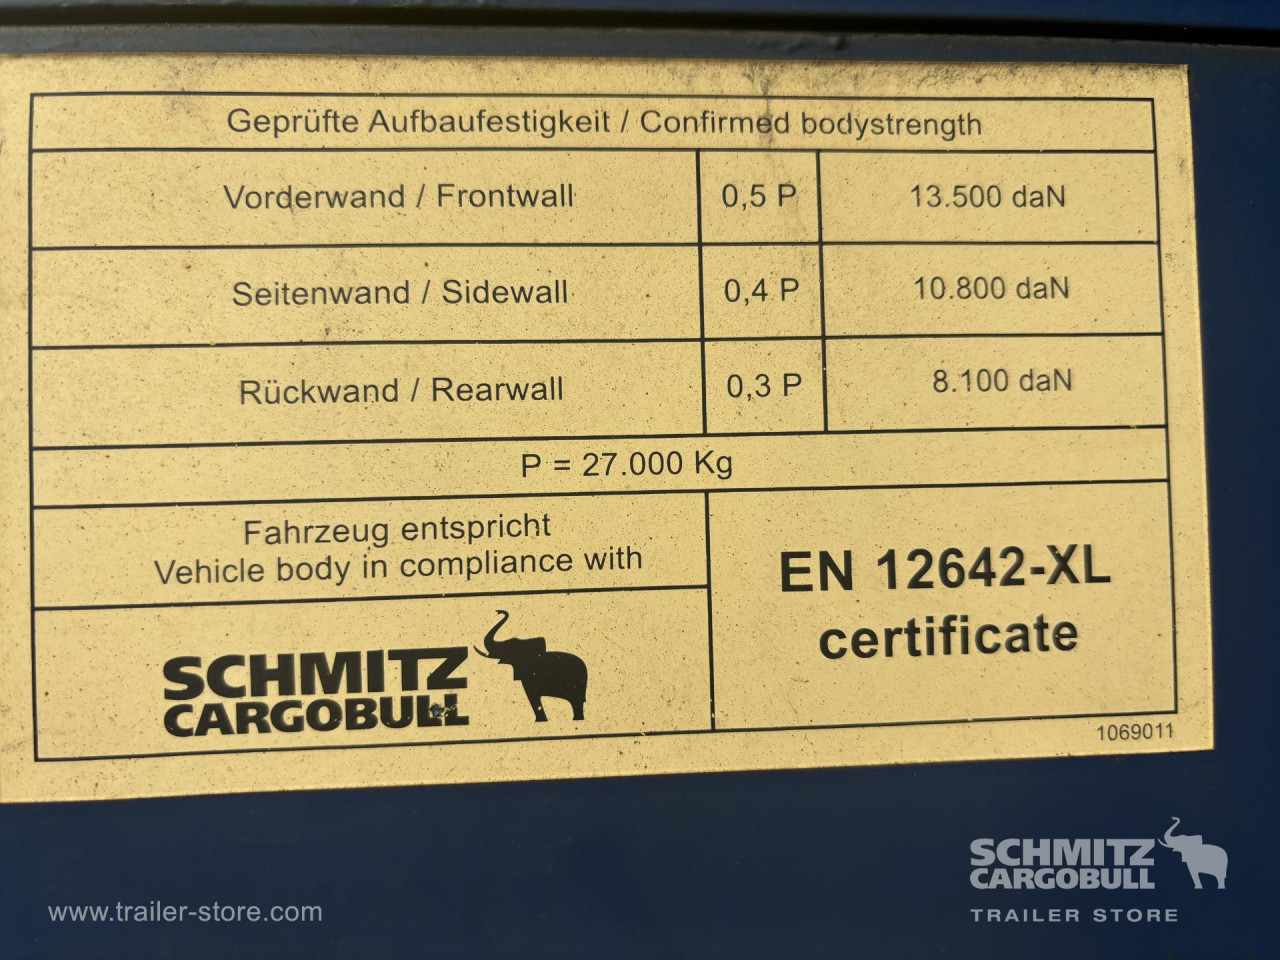 Geprüfte Aufbaufestigkeit / Confirmed bodystrength
Vorderwand / Frontwall 0,5 P 13.500 daN
Seitenwand / Sidewall 0,4 P 10.800 daN
Rückwand / Rearwall 0,3 P 8.100 daN
P = 27.000 Kg
Fahrzeug entspricht
Vehicle body in compliance with
EN 12642-XL
certificate
SCHMITZ
CARGOBULL
1069011
SCHMITZ
CARGOBULL
TRAILER STORE
www.trailer-store.com